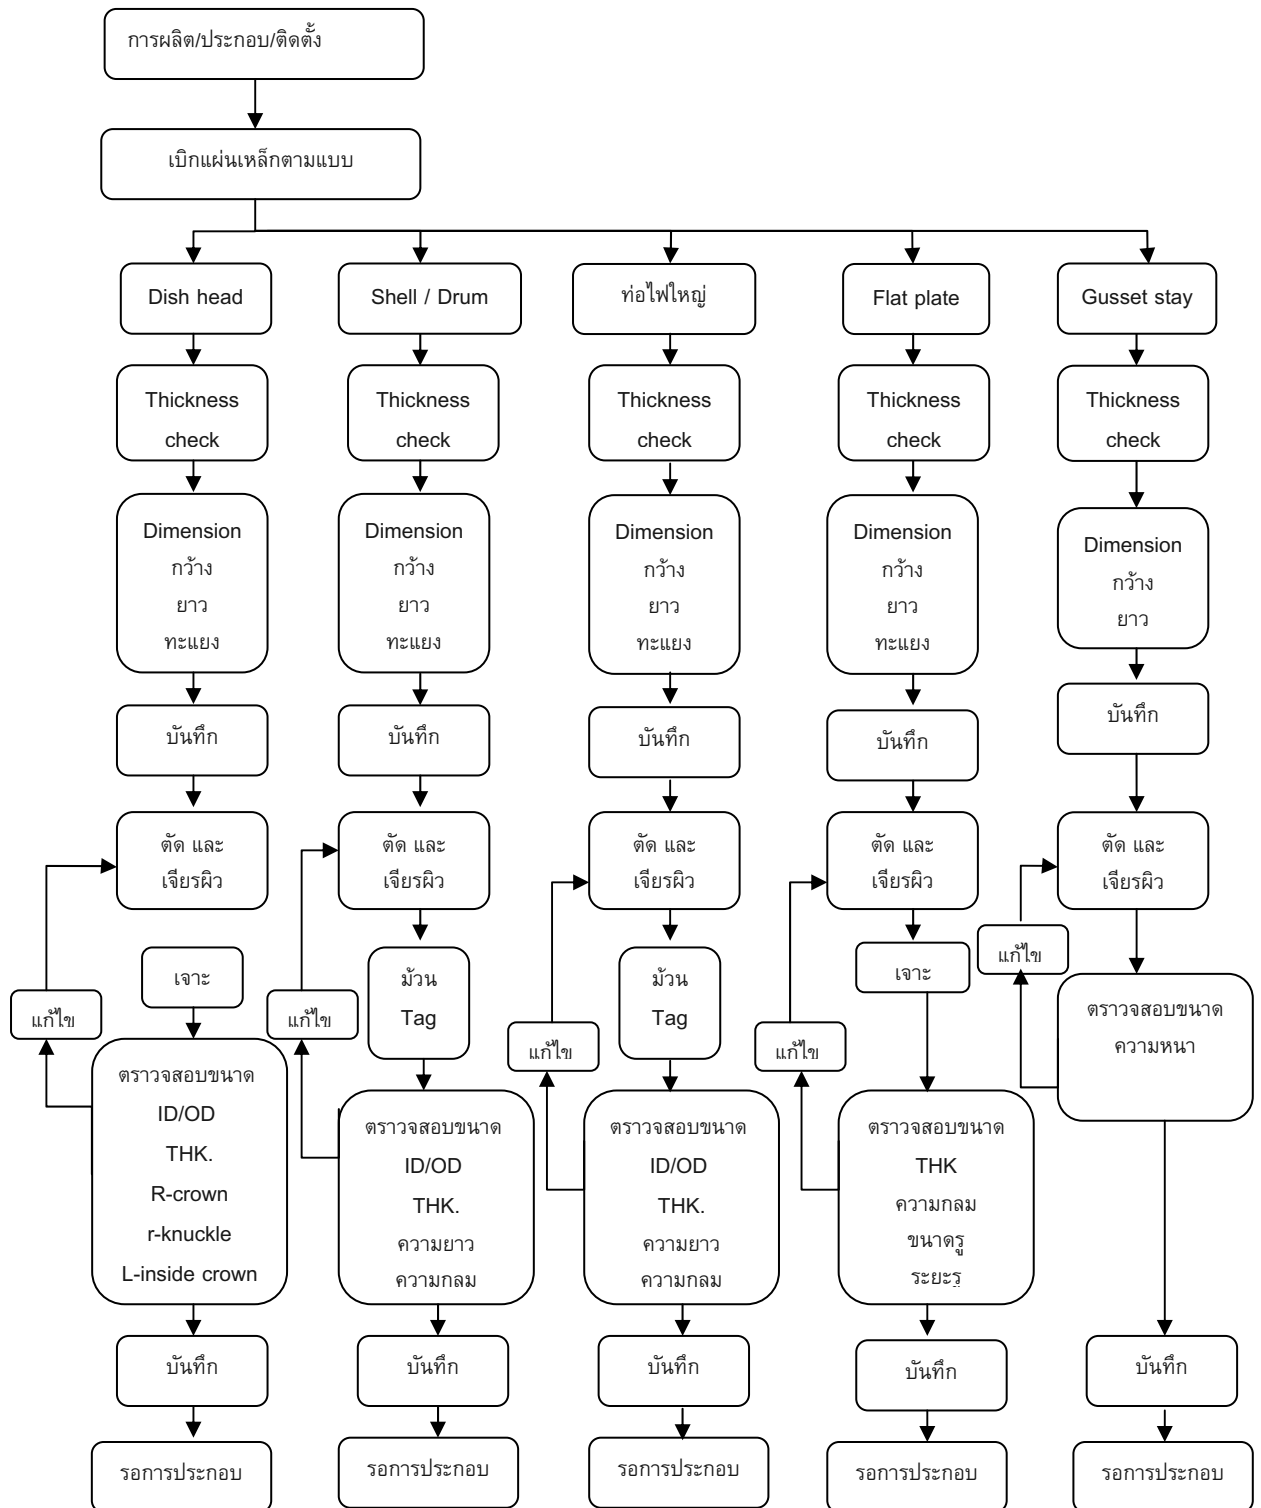 การผลิต/ประกอบ/ติดตั้ง
เบิกแผ่นเหล็กตามแบบ
Dish head
Shell / Drum
ท่อไฟใหญ่
Flat plate
Gusset stay
Thickness
check
Thickness
check
Thickness
check
Thickness
check
Thickness
check
Dimension
กว้าง
ยาว
ทะแยง
Dimension
กว้าง
ยาว
ทะแยง
Dimension
กว้าง
ยาว
ทะแยง
Dimension
กว้าง
ยาว
ทะแยง
Dimension
กว้าง
ยาว
บันทึก
บันทึก
บันทึก
บันทึก
บันทึก
ตัด และ
เจียรผิว
ตัด และ
เจียรผิว
ตัด และ
เจียรผิว
ตัด และ
เจียรผิว
ตัด และ
เจียรผิว
แก้ไข
เจาะ
แก้ไข
ม้วน
Tag
แก้ไข
ม้วน
Tag
แก้ไข
เจาะ
แก้ไข
ตราวจสอบขนาด
ID/OD
THK.
R-crown
r-knuckle
L-inside crown
ตราวจสอบขนาด
ID/OD
THK.
ความยาว
ความกลม
ตราวจสอบขนาด
ID/OD
THK.
ความยาว
ความกลม
ตราวจสอบขนาด
THK
ความกลม
ขนาดรู
ระยะรู
ตราวจสอบขนาด
ความหนา
บันทึก
บันทึก
บันทึก
บันทึก
บันทึก
รอการประกอบ
รอการประกอบ
รอการประกอบ
รอการประกอบ
รอการประกอบ